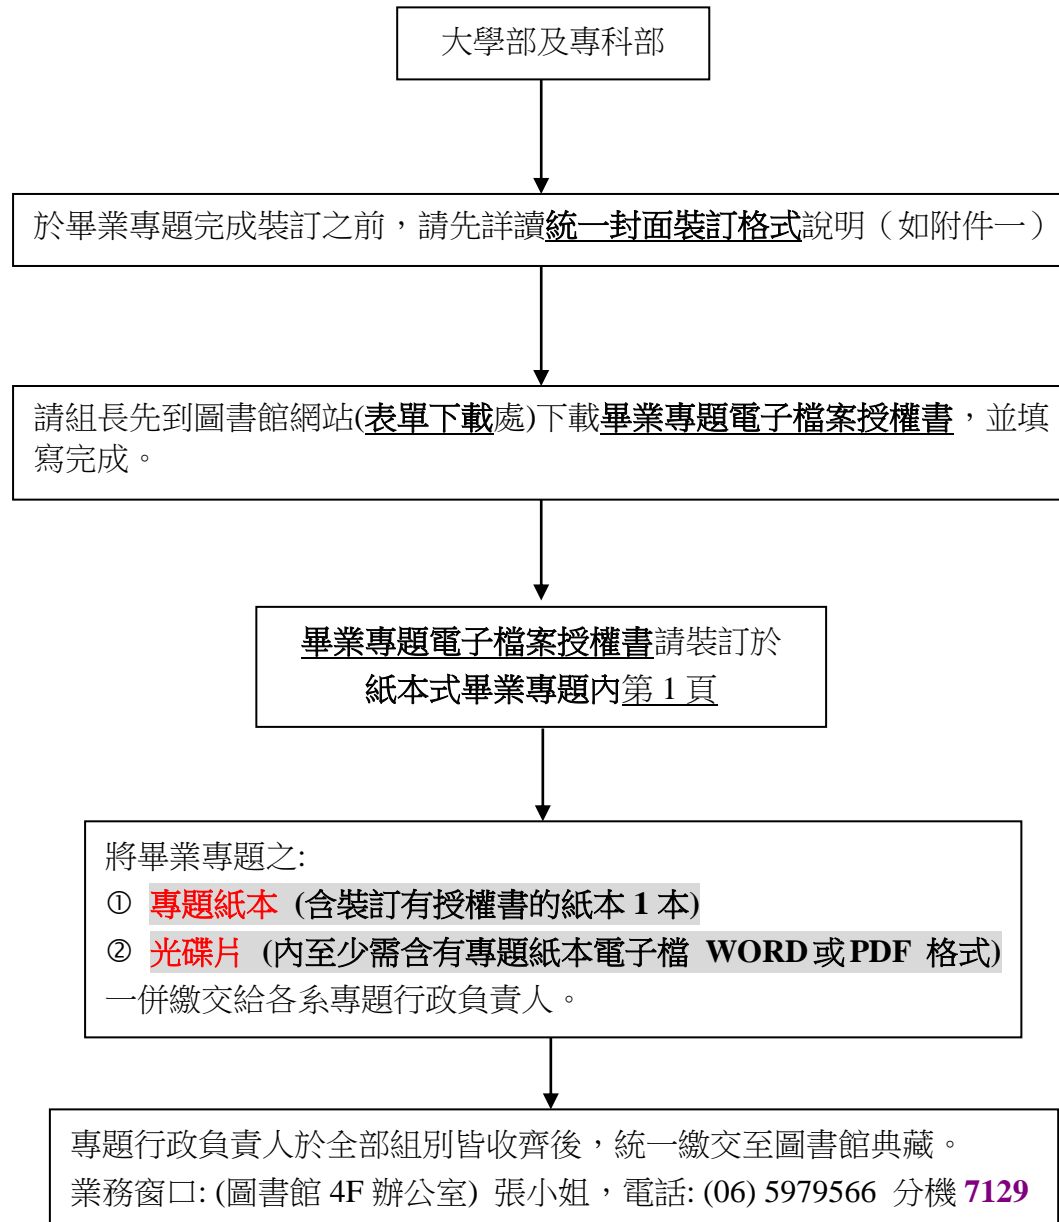 大學部及專科部
於畢業專題完成裝訂之前，請先詳讀統一封面裝訂格式說明（如附件一）
請組長先到圖書館網站(表單下載處)下載畢業專題電子檔案授權書，並填
寫完成。
畢業專題電子檔案授權書請裝訂於
紙本式畢業專題內第 1 頁
將畢業專題之:
① 專題紙本 (含裝訂有授權書的紙本 1 本)
② 光碟片 (內至少需含有專題紙本電子檔 WORD 或 PDF 格式)
一併繳交給各系專題行政負責人。
專題行政負責人於全部組別皆收齊後，統一繳交至圖書館典藏。
業務窗口: (圖書館 4F 辦公室) 張小姐，電話: (06) 5979566 分機 7129